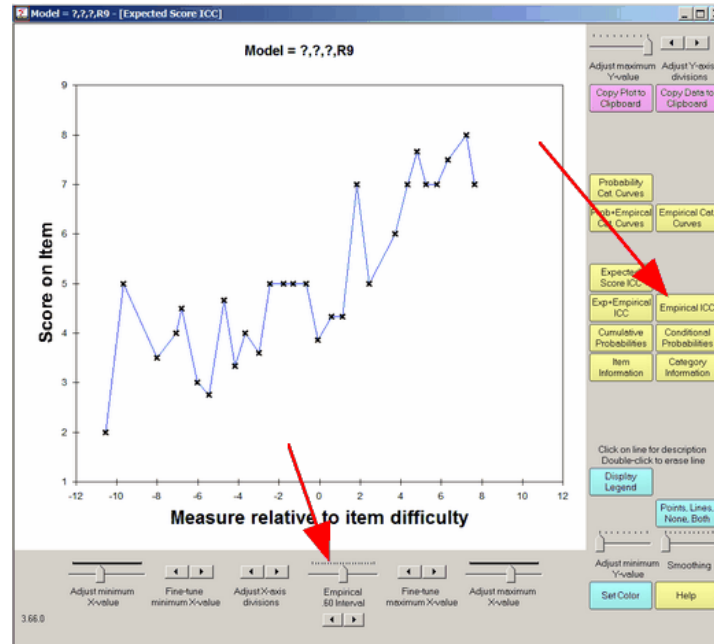 Model = ?,?,?,R9 - [Expected Score ICC]
Model = ?,?,?,R9
9
8
7
6
5
4
3
2
1
Score on Item
-12 -10 -8 -6 -4 -2 0 2 4 6 8 10 12
Measure relative to item difficulty
Adjust maximum Y-value
Adjust Y-axis divisions
Copy Plot to Clipboard
Copy Data to Clipboard
Probability Cat. Curves
Prob+Empirical Cat. Curves
Empirical Cat. Curves
Expected Score ICC
Exp+Empirical ICC
Empirical ICC
Cumulative Probabilities
Conditional Probabilities
Item Information
Category Information
Click on line for description
Double-click to erase line
Display Legend
Points, Lines, None, Both
Adjust minimum Y-value
Smoothing
Set Color
Help
Adjust minimum X-value
Fine-tune minimum X-value
Adjust X-axis divisions
Empirical .60 Interval
Fine-tune maximum X-value
Adjust maximum X-value
3.66.0